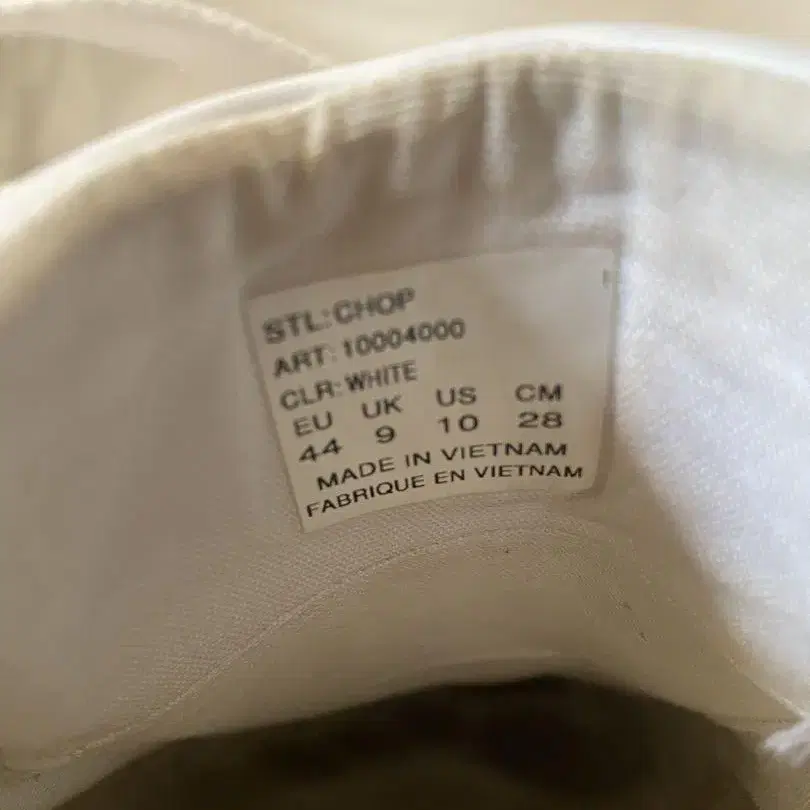 STL:CHOP
ART: 10004000
CLR: WHITE
EU UK US CM
44 9 10 28
MADE IN VIETNAM
FABRIQUE EN VIETNAM